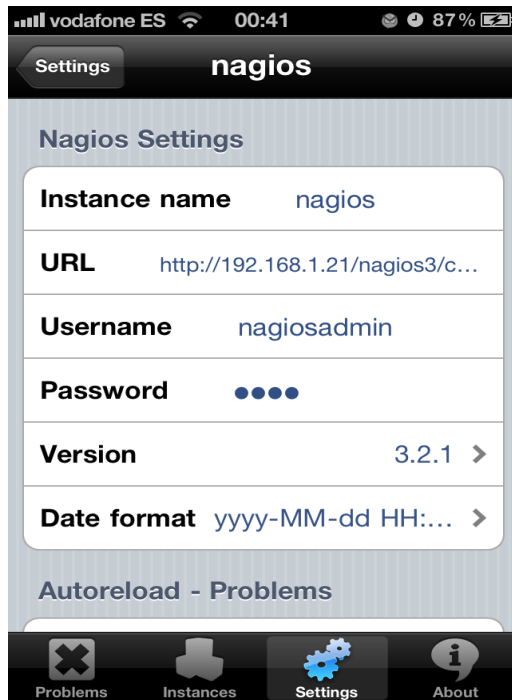 vodafone ES 00:41 87%
Settings nagios
Nagios Settings
Instance name nagios
URL http://192.168.1.21/nagios3/c...
Username nagiosadmin
Password ●●●●
Version 3.2.1
Date format yyyy-MM-dd HH:...
Autoreload - Problems
Problems Instances Settings About